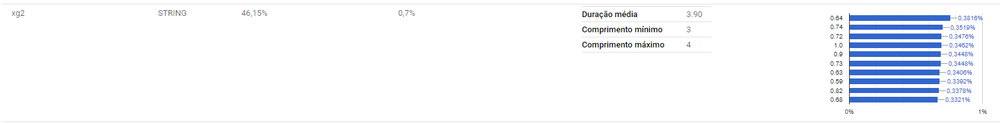 xg2 STRING 46,15% 0,7%
Duração média 3.90
Comprimento mínimo 3
Comprimento máximo 4
0.64 0,3816%
0.74 0,3519%
0.72 0,3476%
1.0 0,3462%
0.9 0,3448%
0.73 0,3448%
0.63 0,3406%
0.59 0,3392%
0.82 0,3378%
0.68 0,3321%
0% 1%